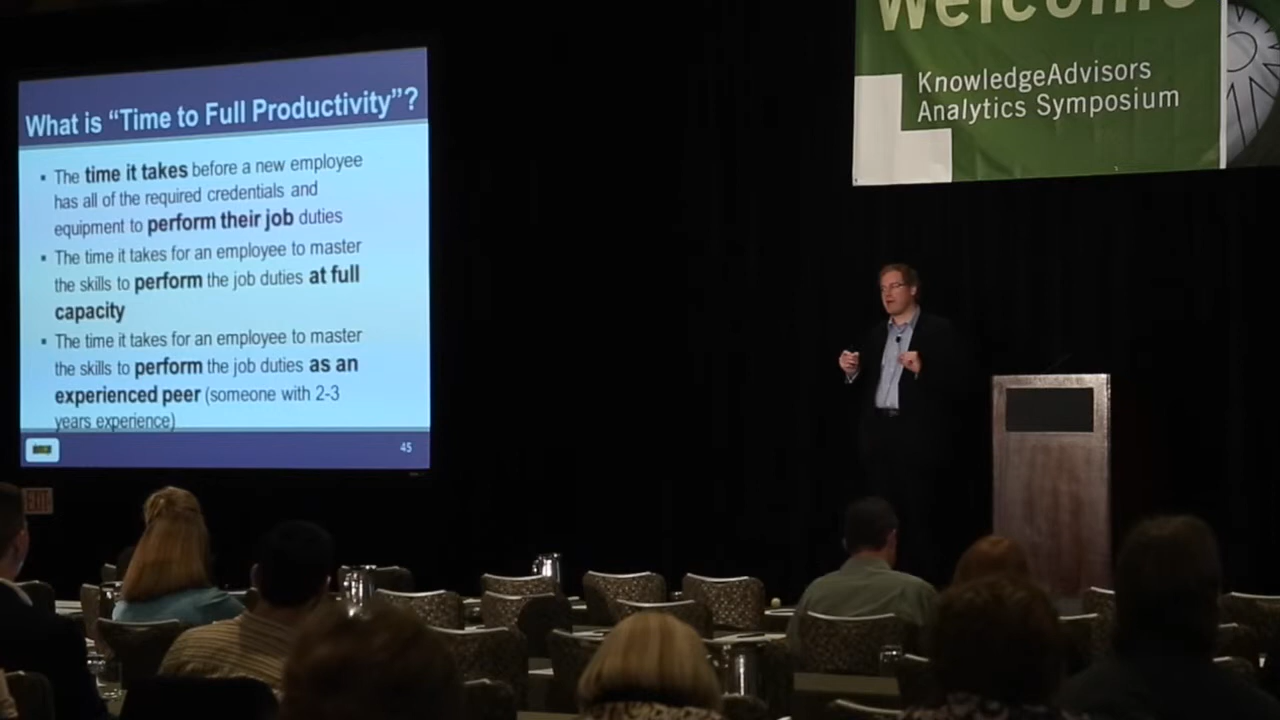 What is “Time to Full Productivity”?
▪ The time it takes before a new employee
has all of the required credentials and
equipment to perform their job duties
▪ The time it takes for an employee to master
the skills to perform the job duties at full
capacity
▪ The time it takes for an employee to master
the skills to perform the job duties as an
experienced peer (someone with 2-3
years experience)
45
Welcome
KnowledgeAdvisors
Analytics Symposium
EXIT